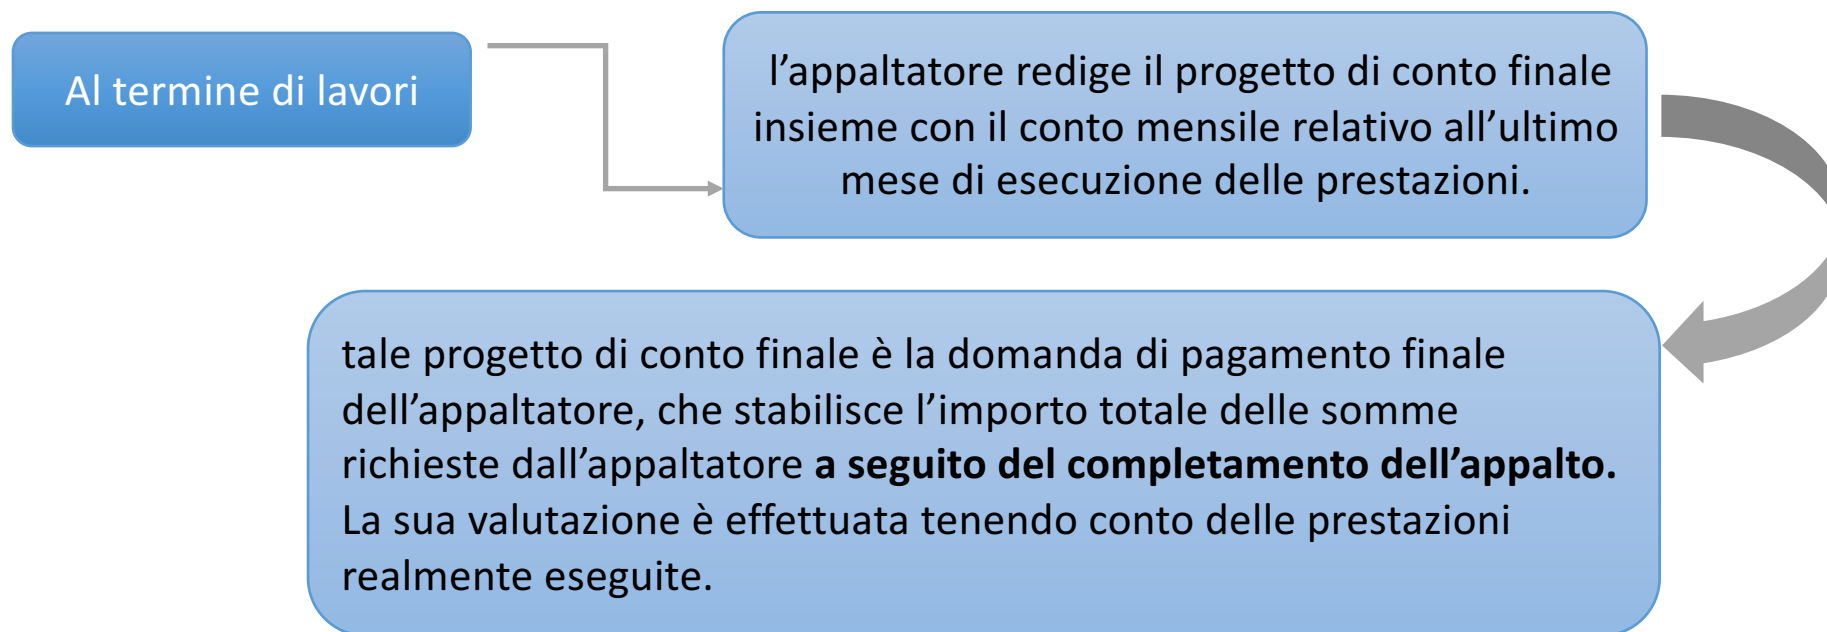 Al termine di lavori
l’appaltatore redige il progetto di conto finale
insieme con il conto mensile relativo all’ultimo
mese di esecuzione delle prestazioni.
tale progetto di conto finale è la domanda di pagamento finale
dell’appaltatore, che stabilisce l’importo totale delle somme
richieste dall’appaltatore a seguito del completamento dell’appalto.
La sua valutazione è effettuata tenendo conto delle prestazioni
realmente eseguite.